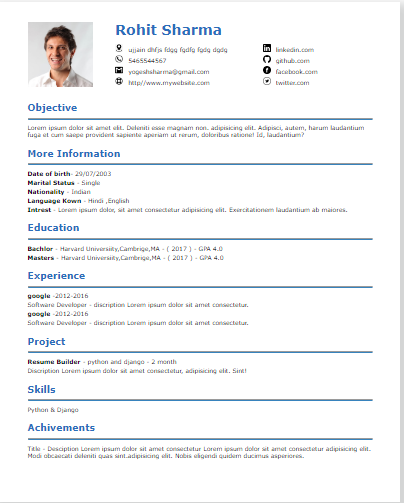 Rohit Sharma
ujjain dhfjs fdgg fgdfg fgdg dgdg
linkedin.com
5465544567
github.com
yogeshsharma@gmail.com
facebook.com
http//www.mywebsite.com
twitter.com
Objective
Lorem ipsum dolor sit amet elit. Deleniti esse magnam non. adipisicing elit. Adipisci, autem, harum laudantium
fuga et cum saepe provident sapiente aperiam ut rerum, doloribus ratione! Id, laudantium?
More Information
Date of birth- 29/07/2003
Marital Status - Single
Nationality - Indian
Language Kown - Hindi ,English
Intrest - Lorem ipsum dolor, sit amet consectetur adipisicing elit. Exercitationem laudantium ab maiores.
Education
Bachlor - Harvard University,Cambrige,MA - ( 2017 ) - GPA 4.0
Masters - Harvard University,Cambrige,MA - ( 2017 ) - GPA 4.0
Experience
google -2012-2016
Software Developer - discription Lorem ipsum dolor sit amet consectetur.
google -2012-2016
Software Developer - discription Lorem ipsum dolor sit amet consectetur.
Project
Resume Builder - python and django - 2 month
Discription Lorem ipsum dolor sit amet consectetur, adipisicing elit. Sint!
Skills
Python & Django
Achivements
Title - Desciption Lorem ipsum dolor sit amet consectetur adipisicing elit. Lorem ipsum dolor sit amet consectetur adipisicing elit.
Modi obcaecati deleniti quas sint.adipisicing elit. Nobis eligendi quidem ducimus asperiores.